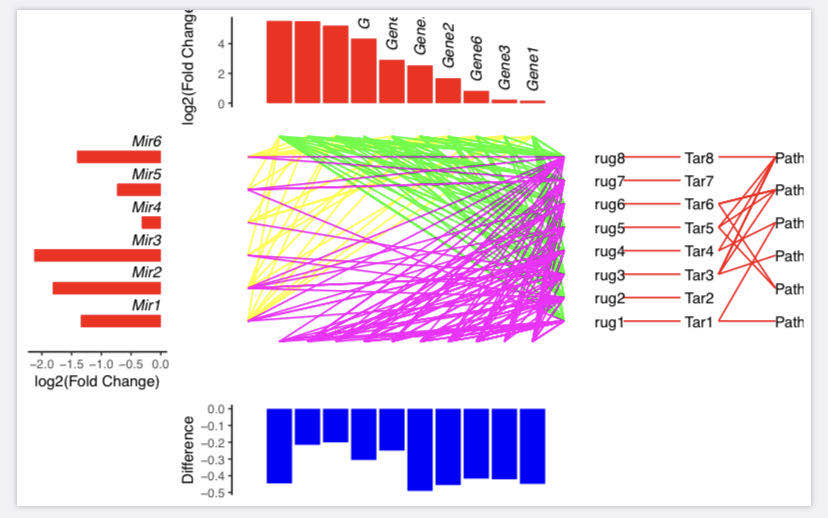 log2(Fold Change
4
2
0
G
Gene
Gene.
Gene2
Gene6
Gene3
Gene1
Mir6
Mir5
Mir4
Mir3
Mir2
Mir1
−2.0 −1.5 −1.0 −0.5 0.0
log2(Fold Change)
rug8 Tar8 Path
rug7 Tar7 Path
rug6 Tar6 Path
rug5 Tar5 Path
rug4 Tar4 Path
rug3 Tar3 Path
rug2 Tar2
rug1 Tar1
Difference
0.0
−0.1
−0.2
−0.3
−0.4
−0.5